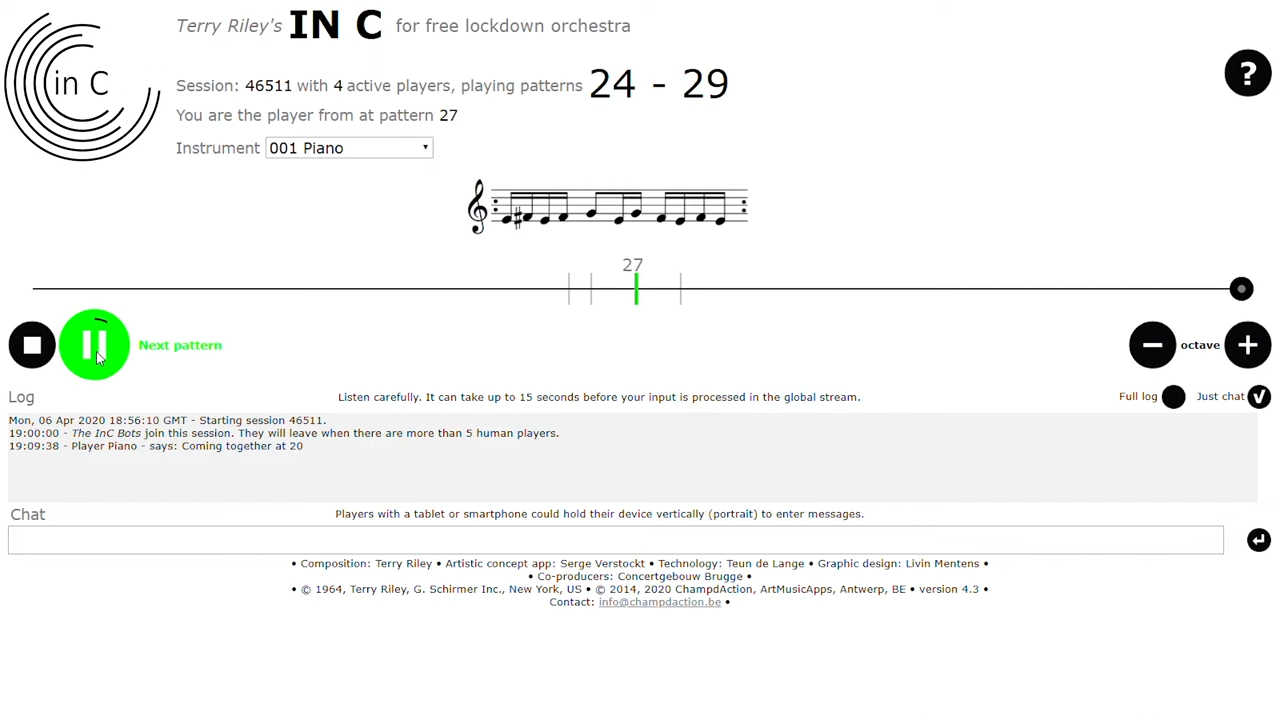 in C
Terry Riley's IN C for free lockdown orchestra
?
Session: 46511 with 4 active players, playing patterns 24 - 29
You are the player from at pattern 27
Instrument 001 Piano
27
Next pattern
− octave +
Log Listen carefully. It can take up to 15 seconds before your input is processed in the global stream. Full log Just chat
Mon, 06 Apr 2020 18:56:10 GMT - Starting session 46511.
19:00:00 - The InC Bots join this session. They will leave when there are more than 5 human players.
19:09:38 - Player Piano - says: Coming together at 20
Chat Players with a tablet or smartphone could hold their device vertically (portrait) to enter messages.
• Composition: Terry Riley • Artistic concept app: Serge Verstockt • Technology: Teun de Lange • Graphic design: Livin Mentens •
• Co-producers: Concertgebouw Brugge •
• © 1964, Terry Riley, G. Schirmer Inc., New York, US • © 2014, 2020 ChampdAction, ArtMusicApps, Antwerp, BE • version 4.3 •
Contact: info@champdaction.be •